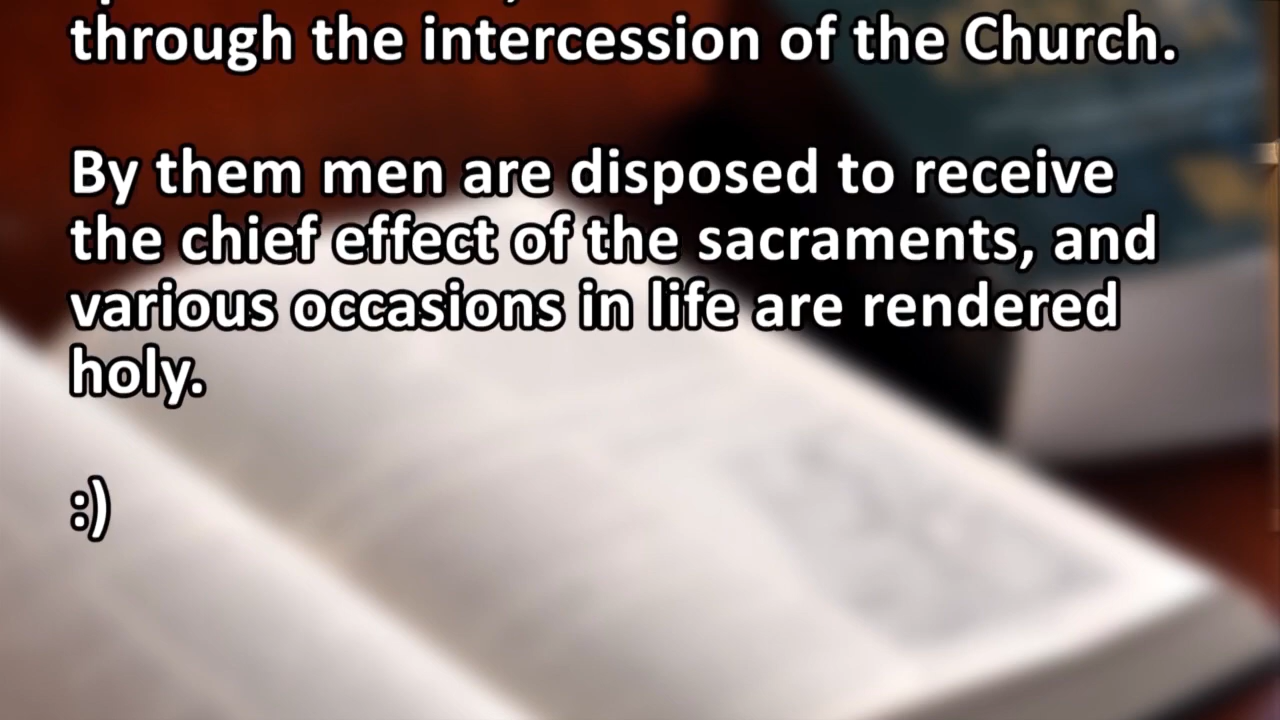 through the intercession of the Church.
By them men are disposed to receive
the chief effect of the sacraments, and
various occasions in life are rendered
holy.
:)